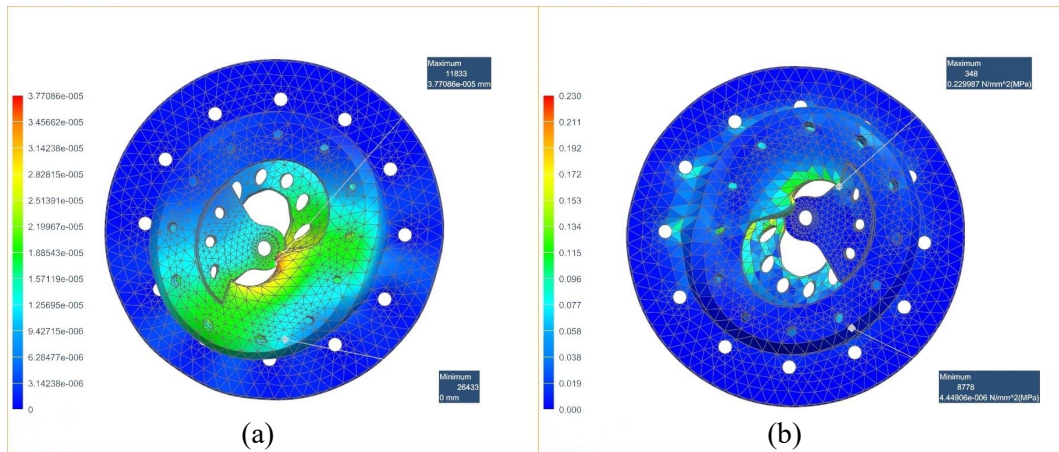 Maximum
11833
3.77086e-005 mm
3.77086e-005
3.45662e-005
3.14238e-005
2.82815e-005
2.51391e-005
2.19967e-005
1.88543e-005
1.57119e-005
1.25695e-005
9.42715e-006
6.28477e-006
3.14238e-006
0
Minimum
26433
0 mm
(a)
Maximum
348
0.229987 N/mm^2(MPa)
0.230
0.211
0.192
0.173
0.153
0.134
0.115
0.096
0.077
0.058
0.038
0.019
0.000
Minimum
8778
4.44906e-006 N/mm^2(MPa)
(b)